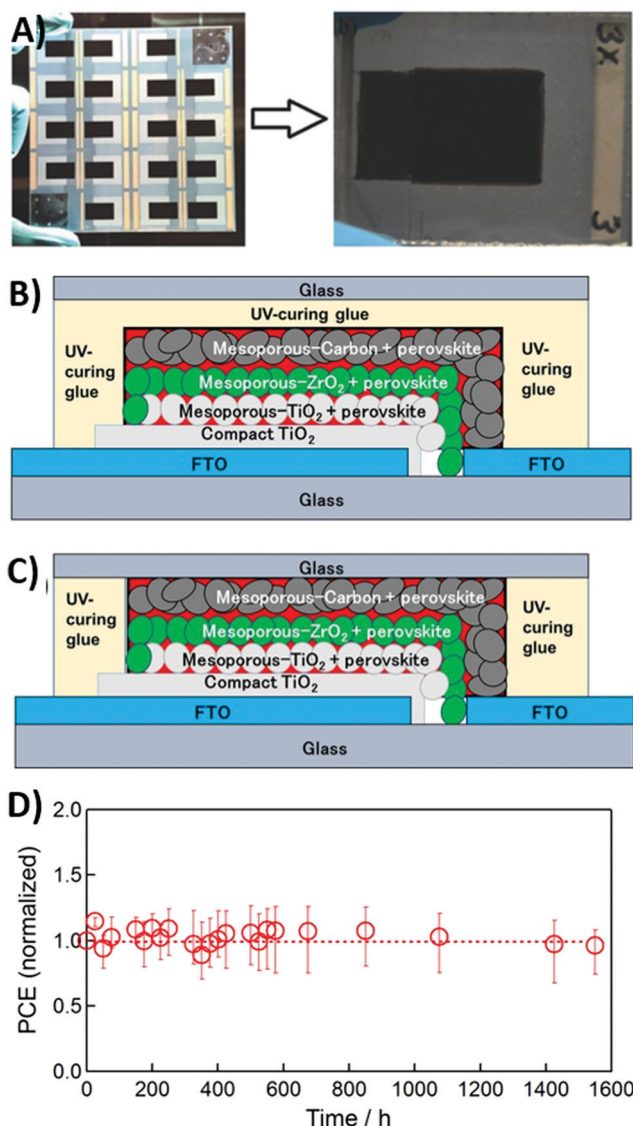 A)
b)
3x
3
B)
Glass
UV-curing glue
UV-
curing
glue
Mesoporous-Carbon + perovskite
UV-
curing
glue
Mesoporous-ZrO₂ + perovskite
Mesoporous-TiO₂ + perovskite
Compact TiO₂
FTO
FTO
Glass
C)
Glass
UV-
curing
glue
Mesoporous-Carbon + perovskite
UV-
curing
glue
Mesoporous-ZrO₂ + perovskite
Mesoporous-TiO₂ + perovskite
Compact TiO₂
FTO
FTO
Glass
D)
PCE (normalized)
2.0
1.5
1.0
0.5
0.0
0 200 400 600 800 1000 1200 1400 1600
Time / h